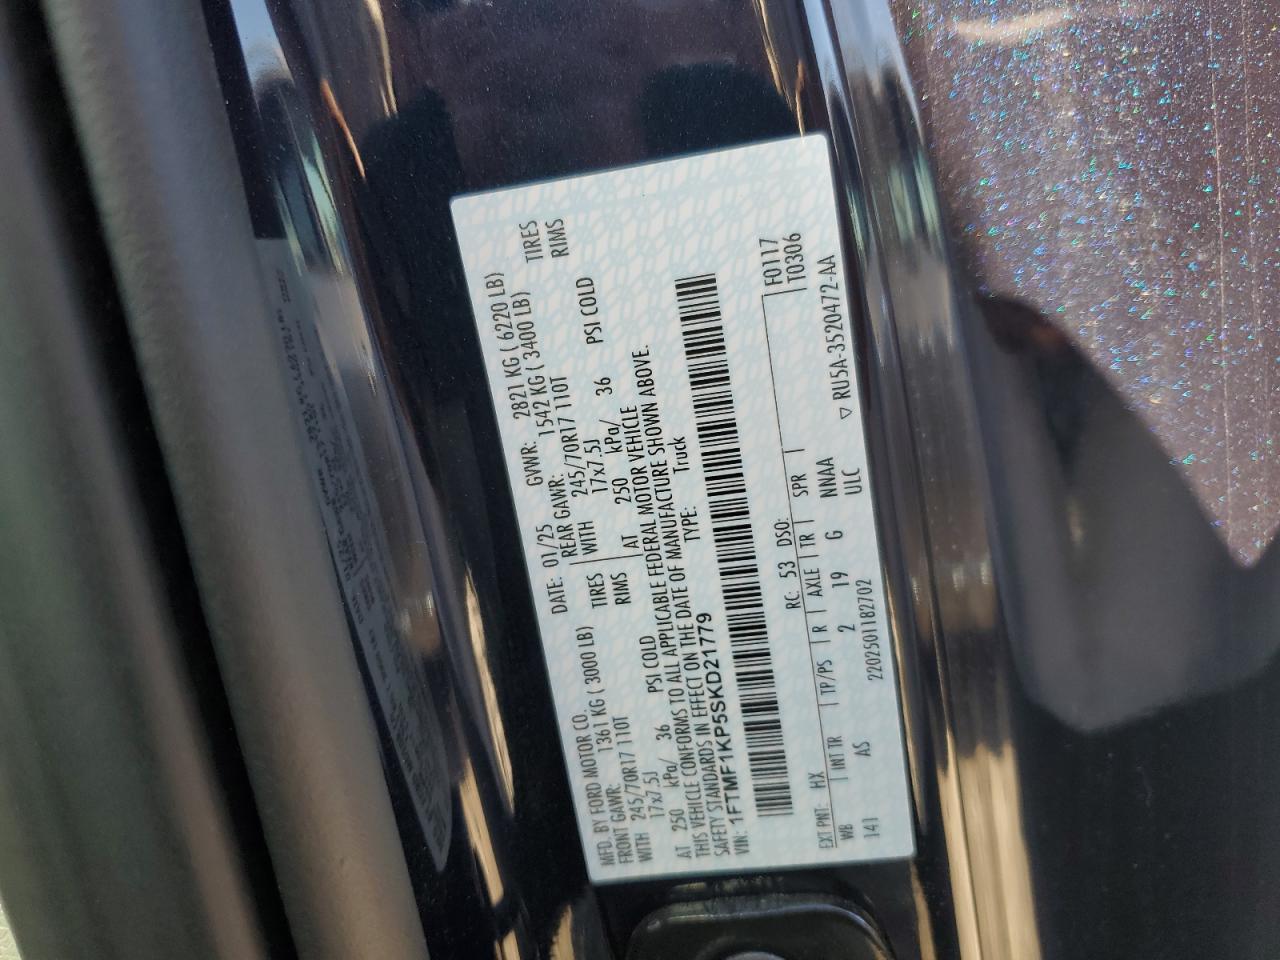 MFD. BY FORD MOTOR CO.
DATE: 01/25 GVWR: 2821 KG ( 6220 LB)
FRONT GAWR: 1361 KG ( 3000 LB) REAR GAWR: 1542 KG ( 3400 LB)
WITH 245/70R17 110T TIRES WITH 245/70R17 110T TIRES
17x7.5J RIMS 17x7.5J RIMS
AT 250 kPa/ 36 PSI COLD AT 250 kPa/ 36 PSI COLD
THIS VEHICLE CONFORMS TO ALL APPLICABLE FEDERAL MOTOR VEHICLE
SAFETY STANDARDS IN EFFECT ON THE DATE OF MANUFACTURE SHOWN ABOVE.
VIN: 1FTMF1KP5SKD21779 TYPE: Truck
F0117
T0306
EXT PNT: HX RC: 53 DSO:
WB INT TR TP/PS R AXLE TR SPR
141 AS 2 19 G NNAA
ULC
2202501182702 ▽ RU5A-3520472-AA